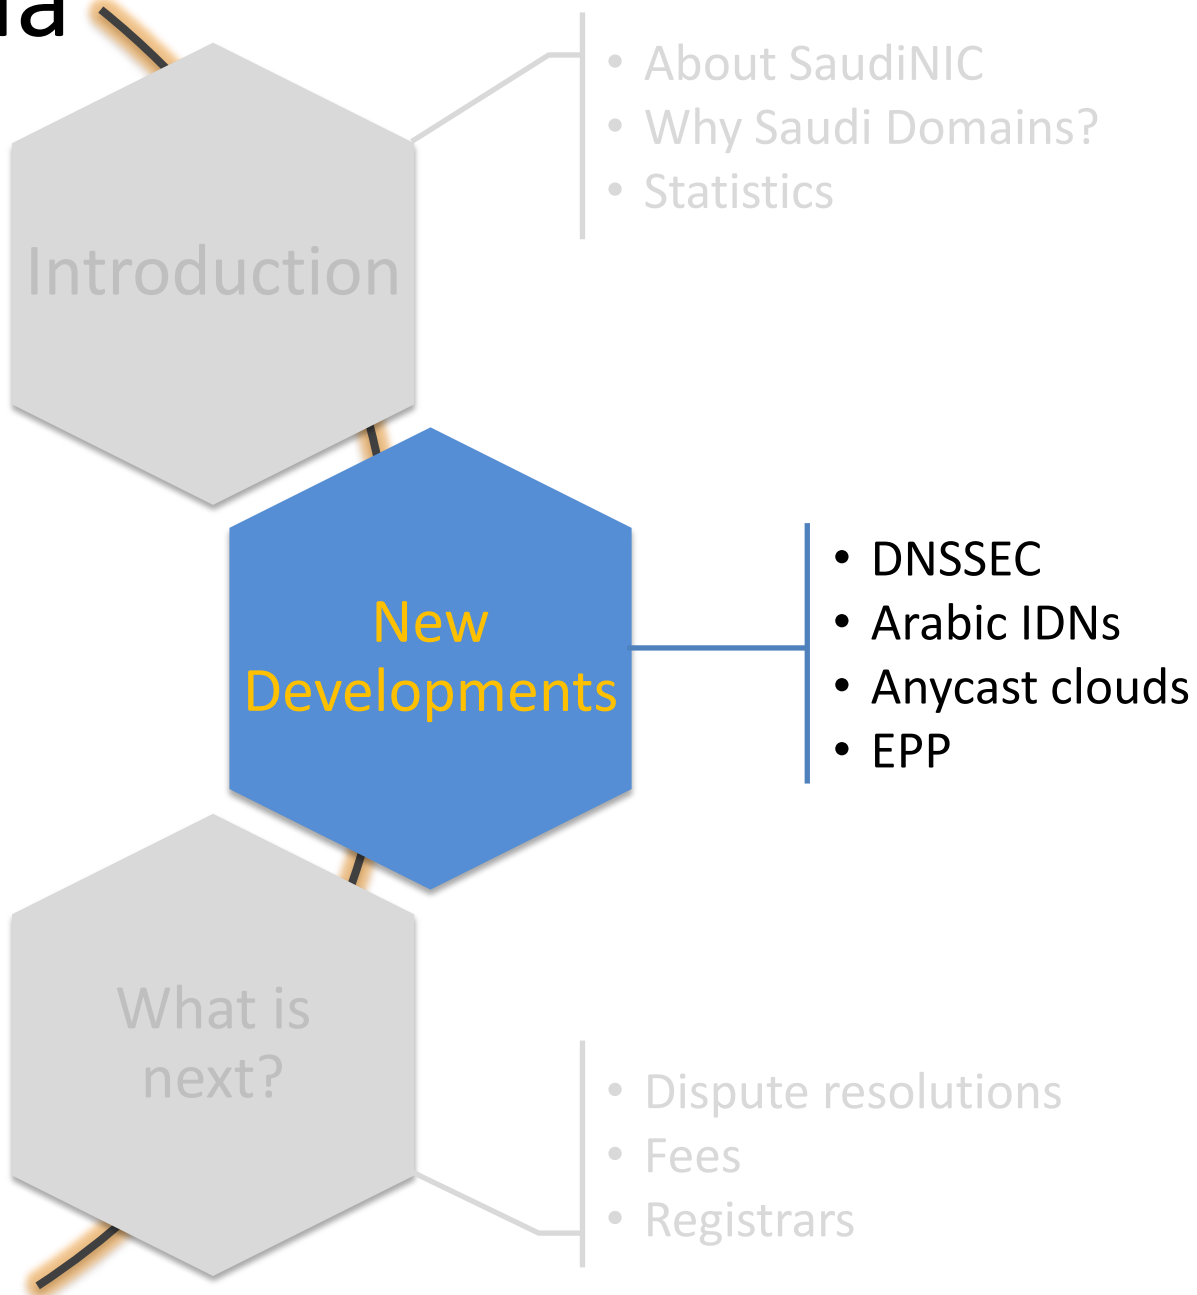 Introduction
• About SaudiNIC
• Why Saudi Domains?
• Statistics
New
Developments
• DNSSEC
• Arabic IDNs
• Anycast clouds
• EPP
What is
next?
• Dispute resolutions
• Fees
• Registrars